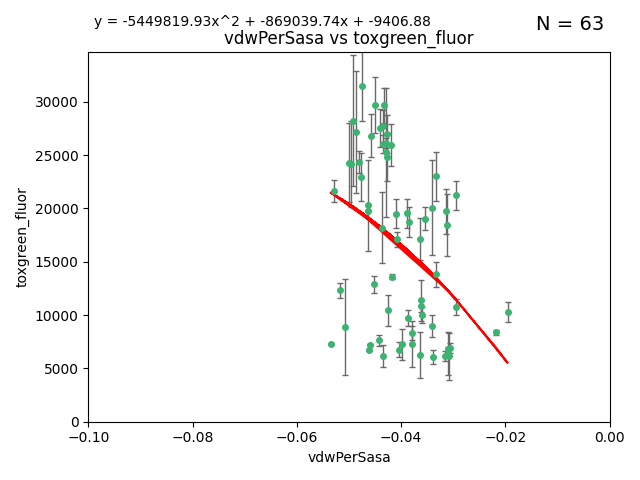 y = -5449819.93x^2 + -869039.74x + -9406.88
N = 63
vdwPerSasa vs toxgreen_fluor
toxgreen_fluor
30000
25000
20000
15000
10000
5000
0
−0.10
−0.08
−0.06
−0.04
−0.02
0.00
vdwPerSasa